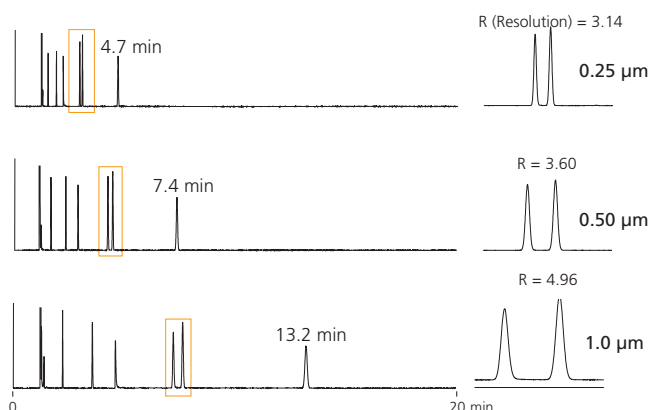 R (Resolution) = 3.14
4.7 min
0.25 µm
R = 3.60
7.4 min
0.50 µm
R = 4.96
13.2 min
1.0 µm
0
20 min